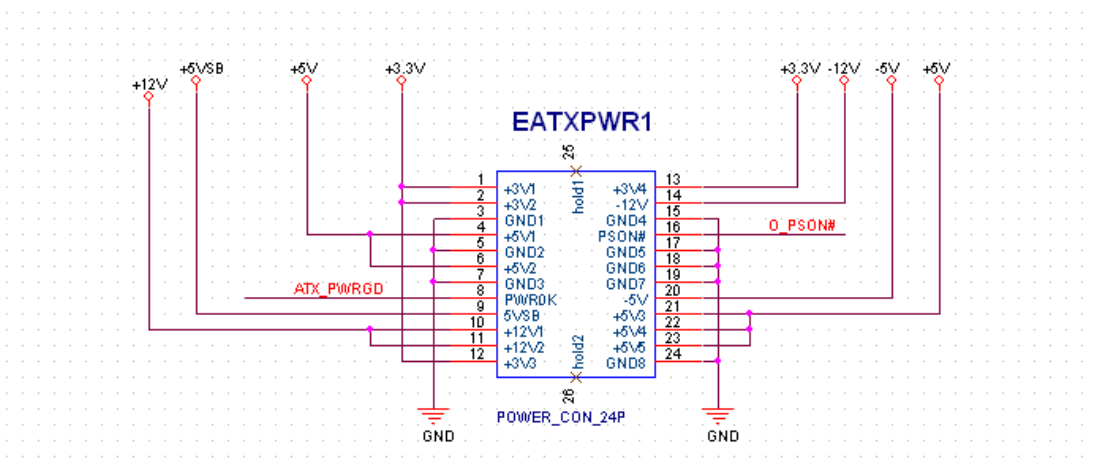 +12V
+5VSB
+5V
+3.3V
+3.3V
-12V
-5V
+5V
EATXPWR1
25
hold1
1 +3V1
2 +3V2
3 GND1
4 +5V1
5 GND2
6 +5V2
7 GND3
8 PWROK
9 5VSB
10 +12V1
11 +12V2
12 +3V3
+3V4 13
-12V 14
GND4 15
PSON# 16
GND5 17
GND6 18
GND7 19
-5V 20
+5V3 21
+5V4 22
+5V5 23
GND8 24
O_PSON#
ATX_PWRGD
hold2
26
POWER_CON_24P
GND
GND